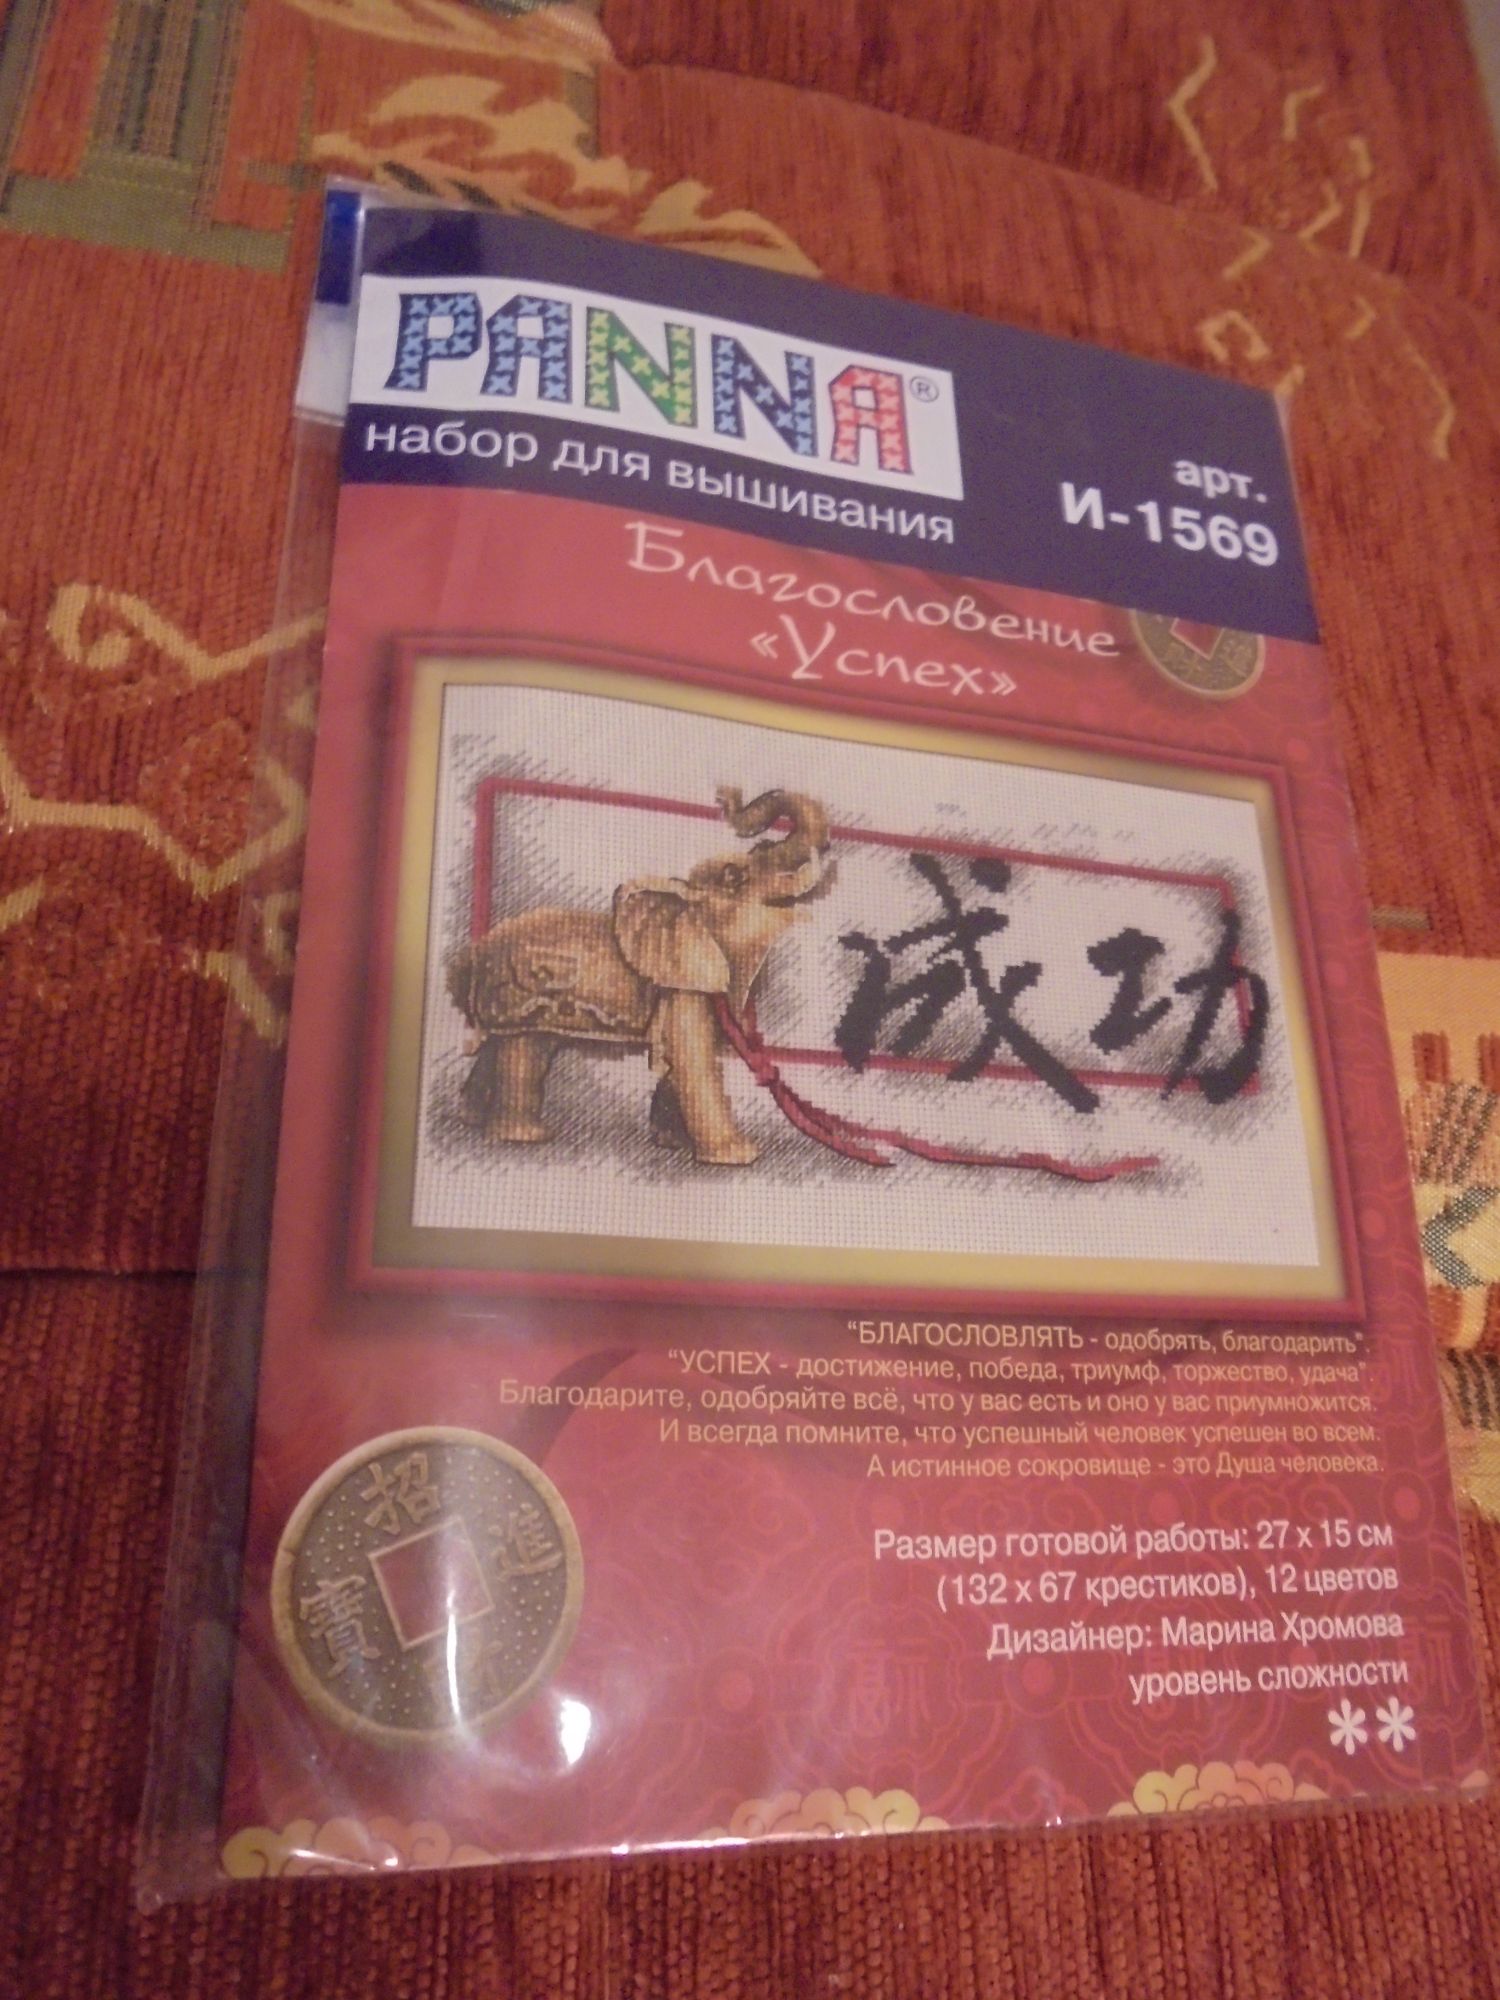 PANNA®
набор для вышивания
арт.
И-1569
Благословение
«Успех»
成功
“БЛАГОСЛОВЛЯТЬ - одобрять, благодарить”.
“УСПЕХ - достижение, победа, триумф, торжество, удача”.
Благодарите, одобряйте всё, что у вас есть и оно у вас приумножится.
И всегда помните, что успешный человек успешен во всем.
А истинное сокровище - это Душа человека.
招
進
寶
Размер готовой работы: 27 х 15 см
(132 х 67 крестиков), 12 цветов
Дизайнер: Марина Хромова
уровень сложности
**